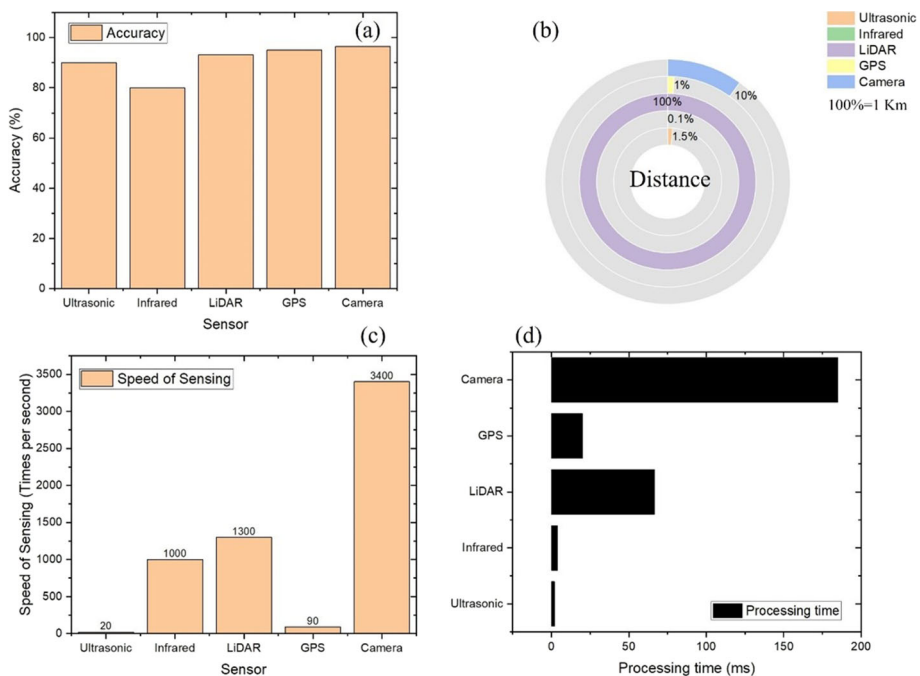 (a)
Accuracy
100
80
60
40
20
0
Accuracy (%)
Ultrasonic
Infrared
LiDAR
GPS
Camera
Sensor
(b)
Ultrasonic
Infrared
LiDAR
GPS
Camera
100%=1 Km
10%
1%
100%
0.1%
1.5%
Distance
(c)
Speed of Sensing
3500
3000
2500
2000
1500
1000
500
0
Speed of Sensing (Times per second)
20
1000
1300
90
3400
Ultrasonic
Infrared
LiDAR
GPS
Camera
Sensor
(d)
Camera
GPS
LiDAR
Infrared
Ultrasonic
Processing time
0
50
100
150
200
Processing time (ms)